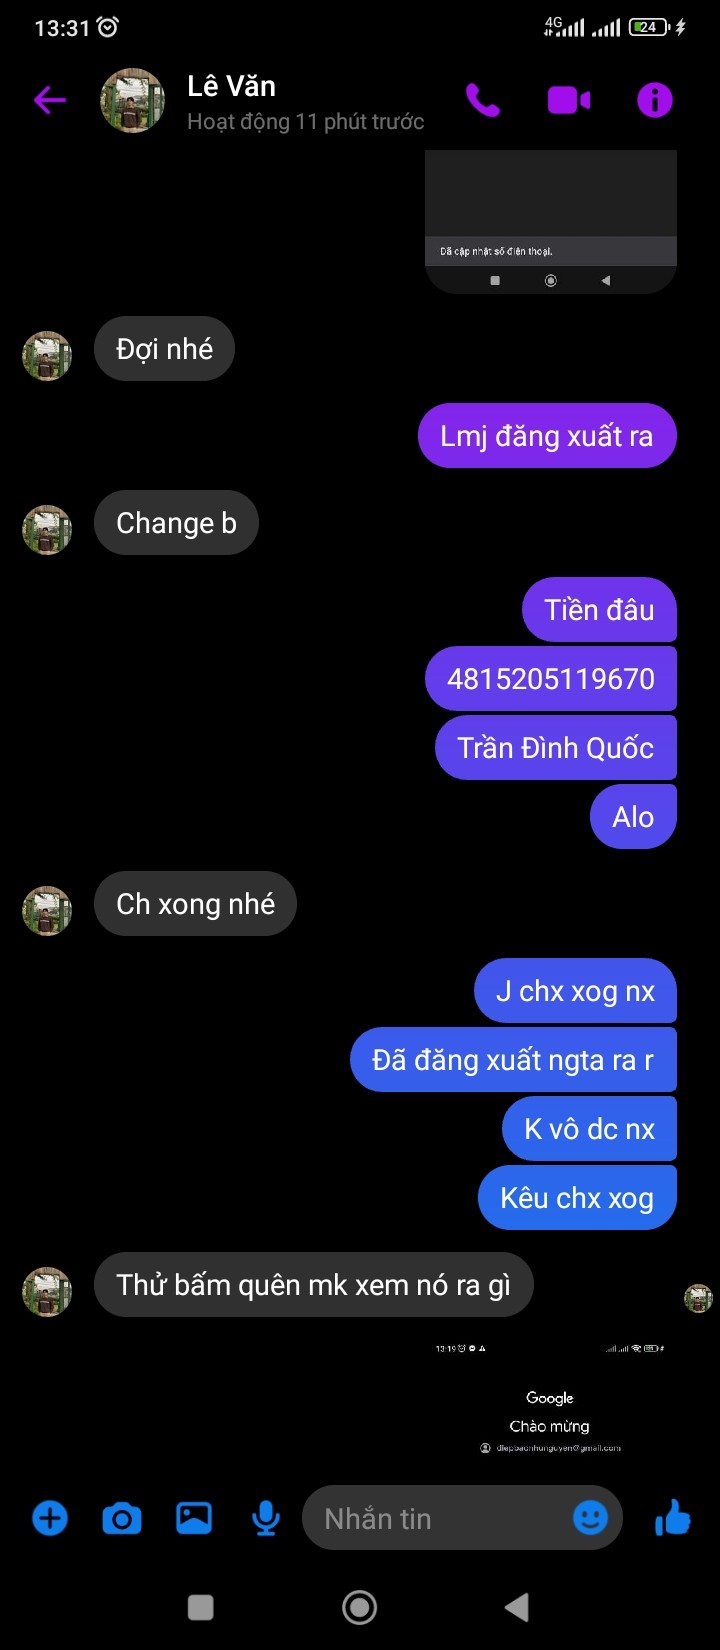 13:31
4G
24
Lê Văn
Hoạt động 11 phút trước
Đã cập nhật số điện thoại.
Đợi nhé
Lmj đăng xuất ra
Change b
Tiền đâu
4815205119670
Trần Đình Quốc
Alo
Ch xong nhé
J chx xog nx
Đã đăng xuất ngta ra r
K vô dc nx
Kêu chx xog
Thử bấm quên mk xem nó ra gì
13:19
Google
Chào mừng
diepbaonhunguyen@gmail.com
Nhắn tin